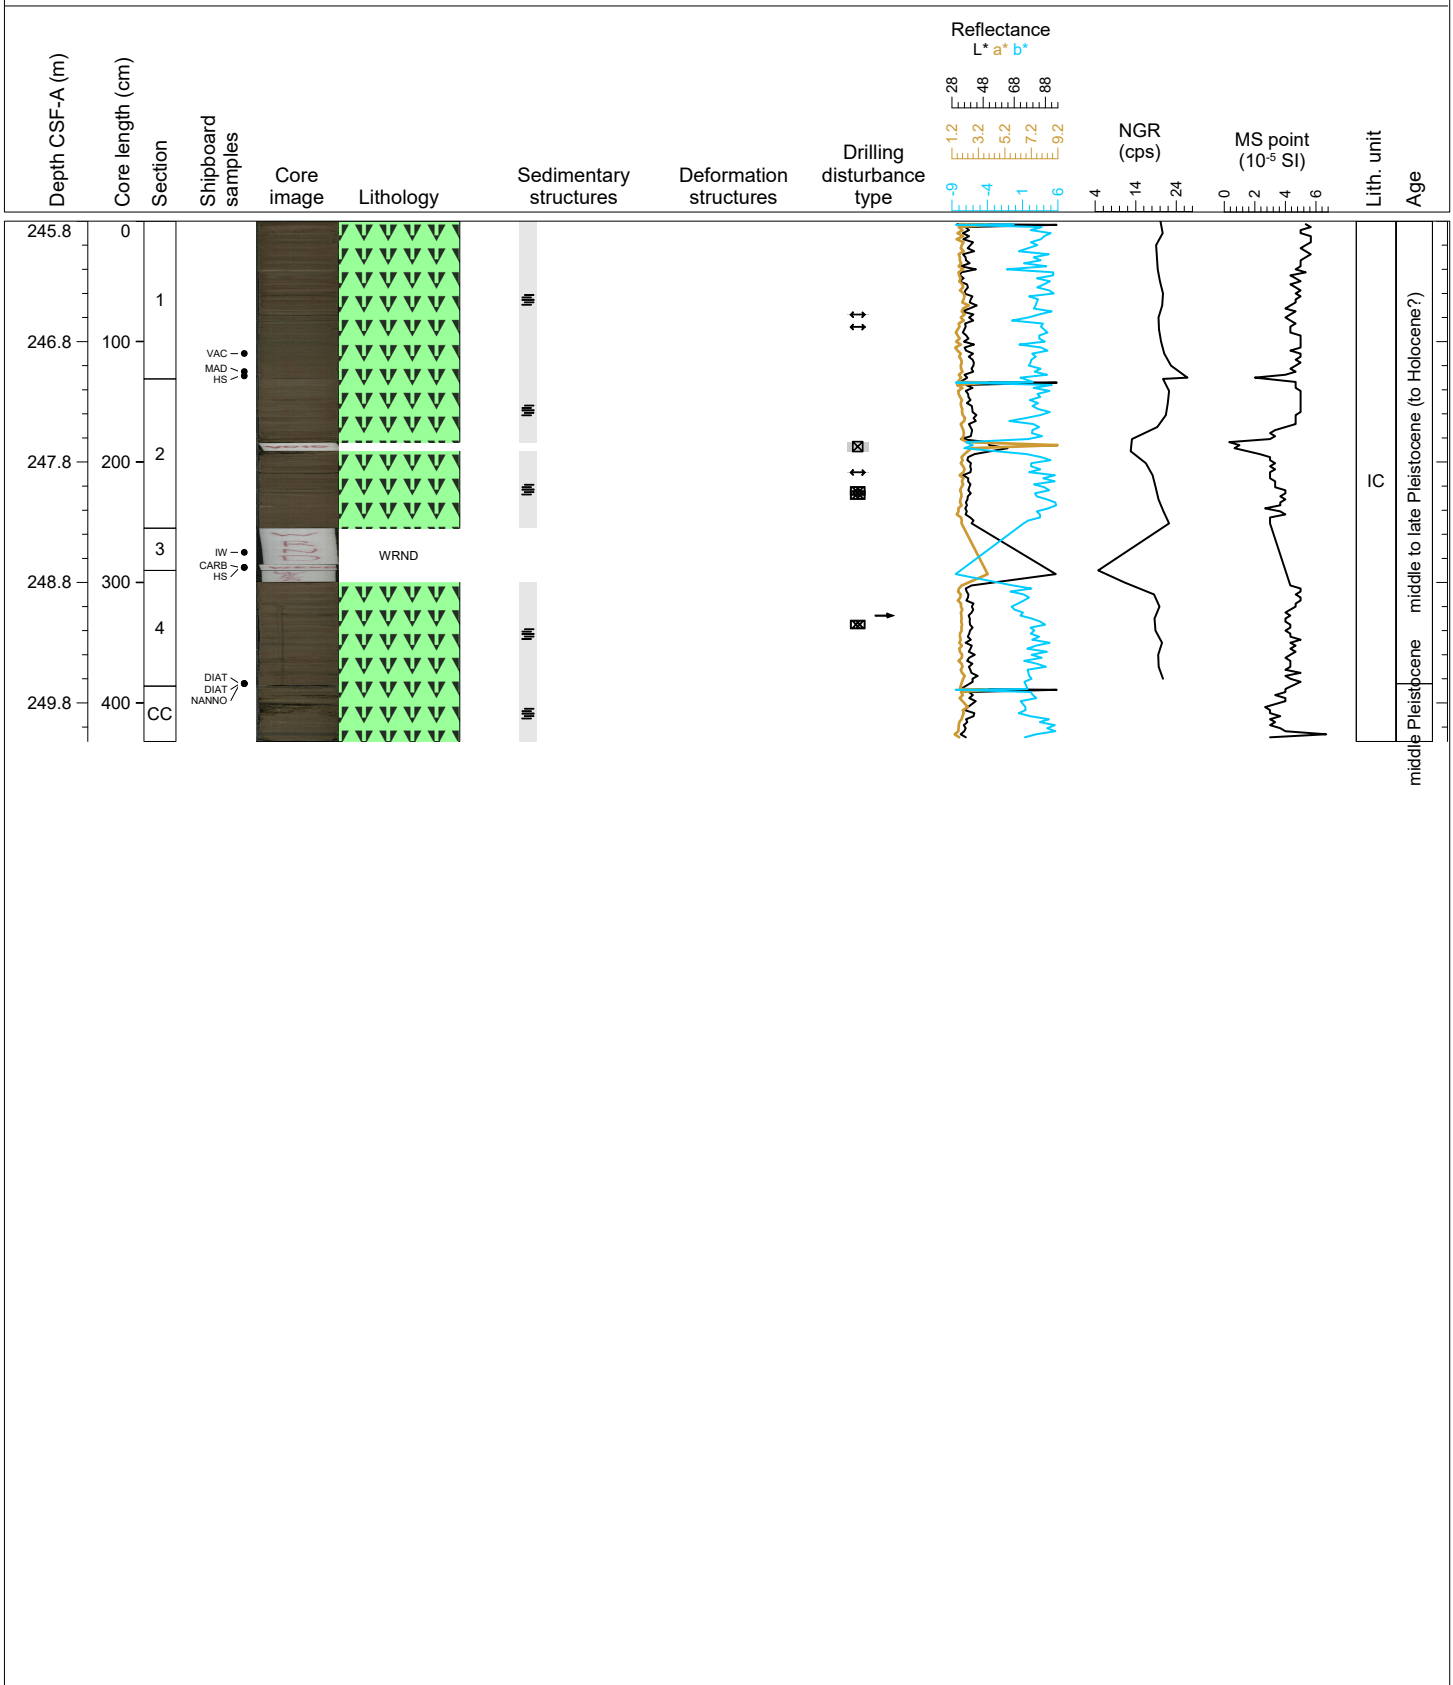 Depth CSF-A (m)
Core length (cm)
Section
Shipboard
samples
Core
image
Lithology
Sedimentary
structures
Deformation
structures
Drilling
disturbance
type
Reflectance
L* a* b*
28 48 68 88
1.2 3.2 5.2 7.2 9.2
-9 -4 1 6
NGR
(cps)
4 14 24
MS point
(10-5 SI)
0 2 4 6
Lith. unit
Age
245.8 0
1
246.8 100
VAC
MAD
HS
2
247.8 200
3
IW
CARB
HS
WRND
248.8 300
4
DIAT
DIAT
NANNO
249.8 400
CC
IC
middle to late Pleistocene (to Holocene?)
middle Pleistocene